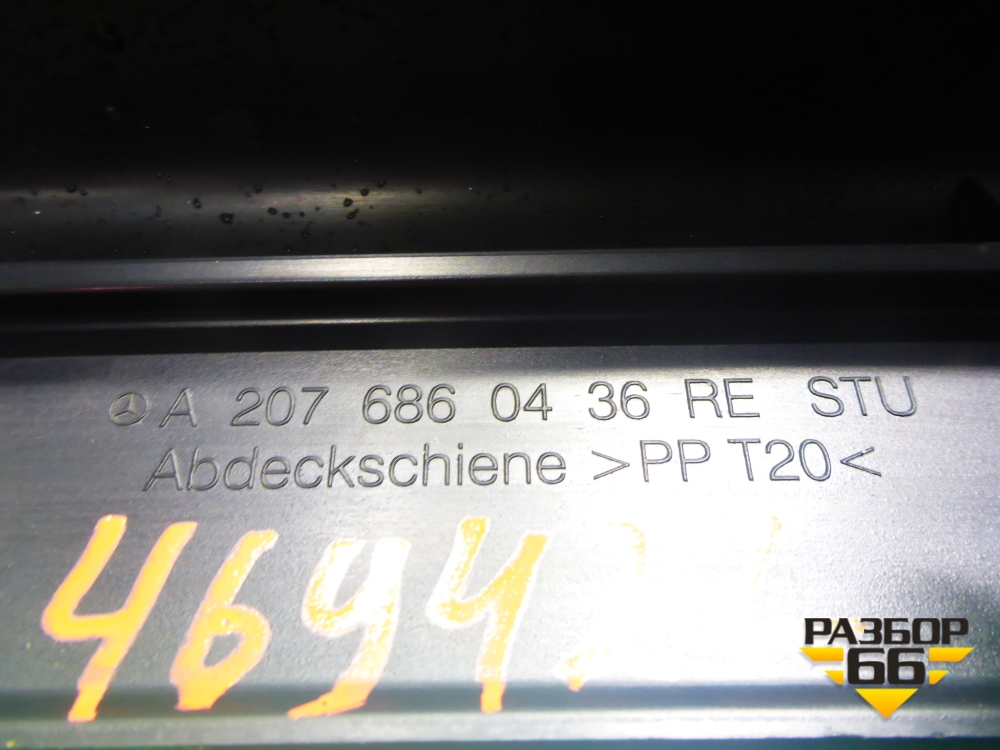 A 207 686 04 36 RE STU
Abdeckschiene >PP T20<
4694
РАЗБОР
66